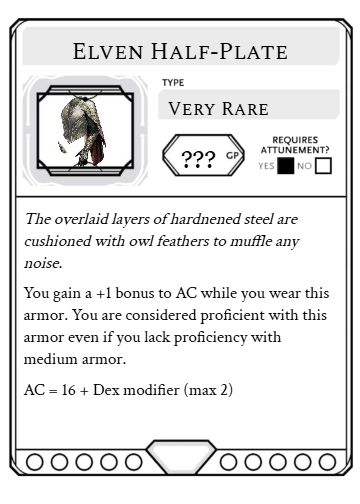 Elven Half-Plate
TYPE
Very Rare
??? GP
REQUIRES
ATTUNEMENT?
YES NO
The overlaid layers of hardnened steel are
cushioned with owl feathers to muffle any
noise.
You gain a +1 bonus to AC while you wear this
armor. You are considered proficient with this
armor even if you lack proficiency with
medium armor.
AC = 16 + Dex modifier (max 2)